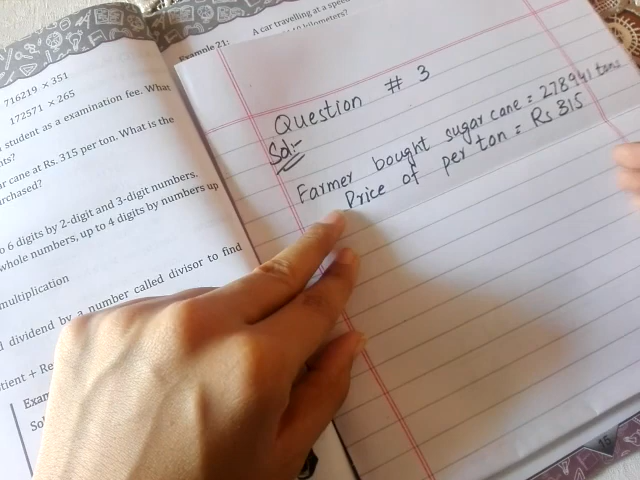 716219 × 351
172571 × 265
student as a examination fee. What
cane at Rs. 315 per ton. What is the
6 digits by 2-digit and 3-digit numbers.
whole numbers, up to 4 digits by numbers up
multiplication
dividend by a number called divisor to find
Example 21:
A car travelling at a
kilometers?
Question # 3
Sol:-
Farmer bought sugar cane = 278941 tons
Price of per ton = Rs 315